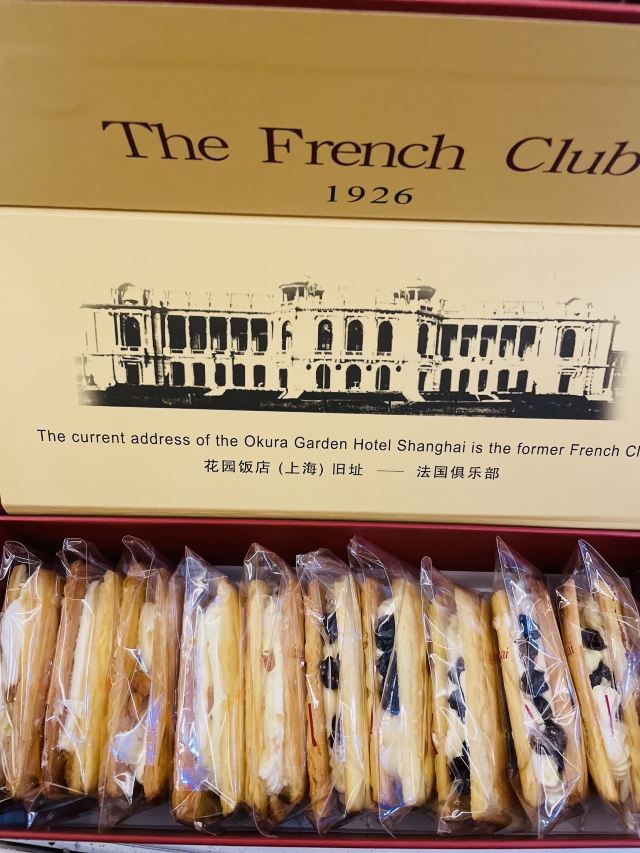 The French Club
1926
The current address of the Okura Garden Hotel Shanghai is the former French Cl
花园饭店 (上海) 旧址 —— 法国俱乐部